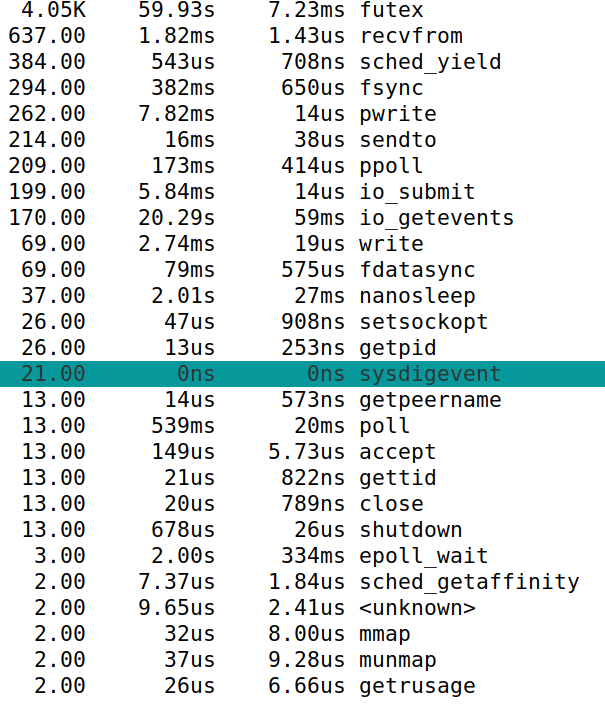 4.05K 59.93s 7.23ms futex
637.00 1.82ms 1.43us recvfrom
384.00 543us 708ns sched_yield
294.00 382ms 650us fsync
262.00 7.82ms 14us pwrite
214.00 16ms 38us sendto
209.00 173ms 414us ppoll
199.00 5.84ms 14us io_submit
170.00 20.29s 59ms io_getevents
69.00 2.74ms 19us write
69.00 79ms 575us fdatasync
37.00 2.01s 27ms nanosleep
26.00 47us 908ns setsockopt
26.00 13us 253ns getpid
21.00 0ns 0ns sysdigevent
13.00 14us 573ns getpeername
13.00 539ms 20ms poll
13.00 149us 5.73us accept
13.00 21us 822ns gettid
13.00 20us 789ns close
13.00 678us 26us shutdown
3.00 2.00s 334ms epoll_wait
2.00 7.37us 1.84us sched_getaffinity
2.00 9.65us 2.41us <unknown>
2.00 32us 8.00us mmap
2.00 37us 9.28us munmap
2.00 26us 6.66us getrusage